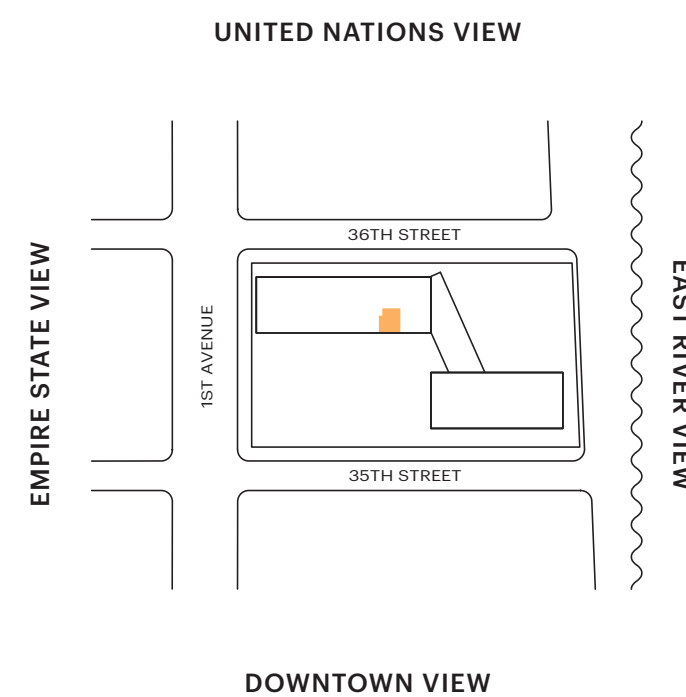 UNITED NATIONS VIEW
36TH STREET
EMPIRE STATE VIEW
1ST AVENUE
EAST RIVER VIEW
35TH STREET
DOWNTOWN VIEW